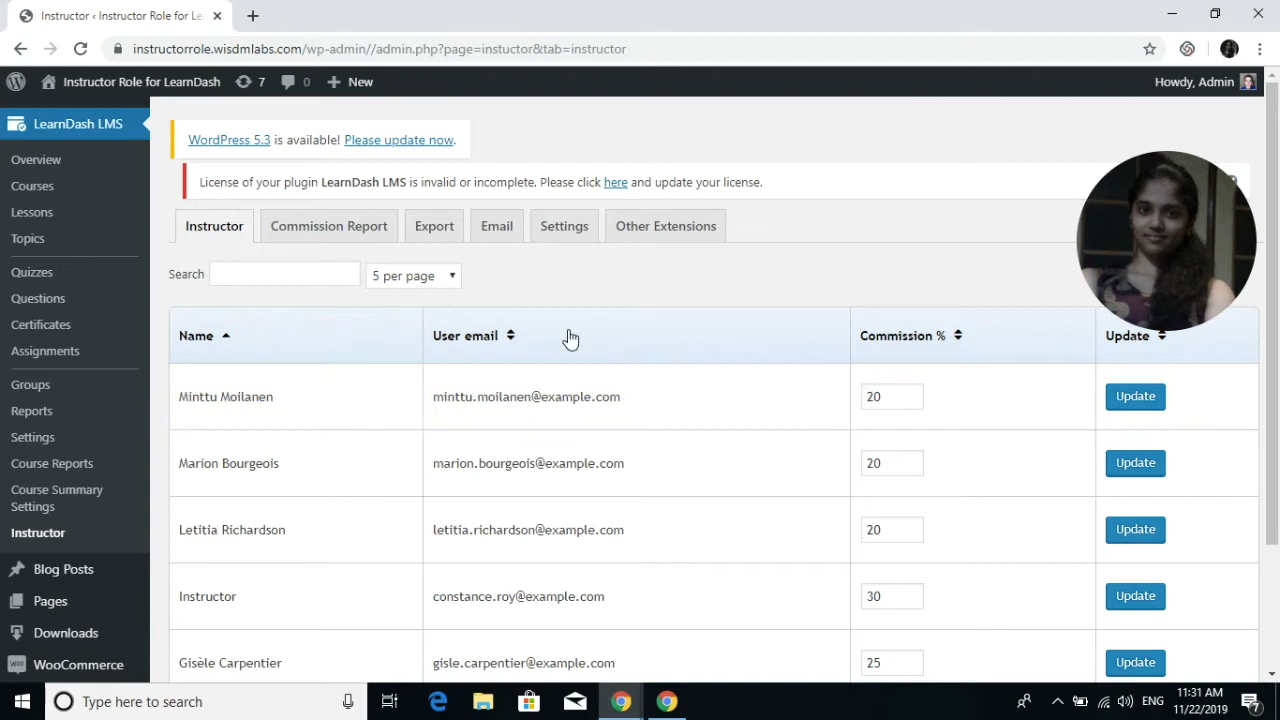 Instructor ‹ Instructor Role for Le
instructorrole.wisdmlabs.com/wp-admin//admin.php?page=instuctor&tab=instructor
Instructor Role for LearnDash 7 0 New Howdy, Admin
LearnDash LMS
Overview
Courses
Lessons
Topics
Quizzes
Questions
Certificates
Assignments
Groups
Reports
Settings
Course Reports
Course Summary
Settings
Instructor
Blog Posts
Pages
Downloads
WooCommerce
WordPress 5.3 is available! Please update now.
License of your plugin LearnDash LMS is invalid or incomplete. Please click here and update your license.
Instructor Commission Report Export Email Settings Other Extensions
Search 5 per page
Name User email Commission % Update
Minttu Moilanen minttu.moilanen@example.com 20 Update
Marion Bourgeois marion.bourgeois@example.com 20 Update
Letitia Richardson letitia.richardson@example.com 20 Update
Instructor constance.roy@example.com 30 Update
Gisèle Carpentier gisle.carpentier@example.com 25 Update
Type here to search
ENG
11:31 AM
11/22/2019
7